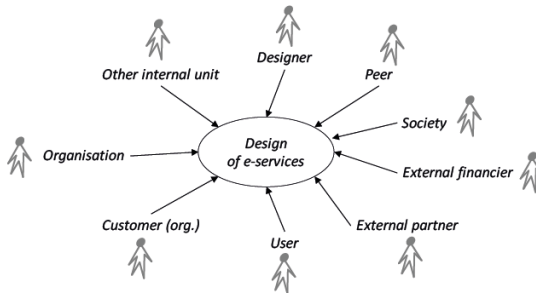 Designer
Other internal unit
Peer
Society
Organisation
Design
of e-services
External financier
Customer (org.)
External partner
User